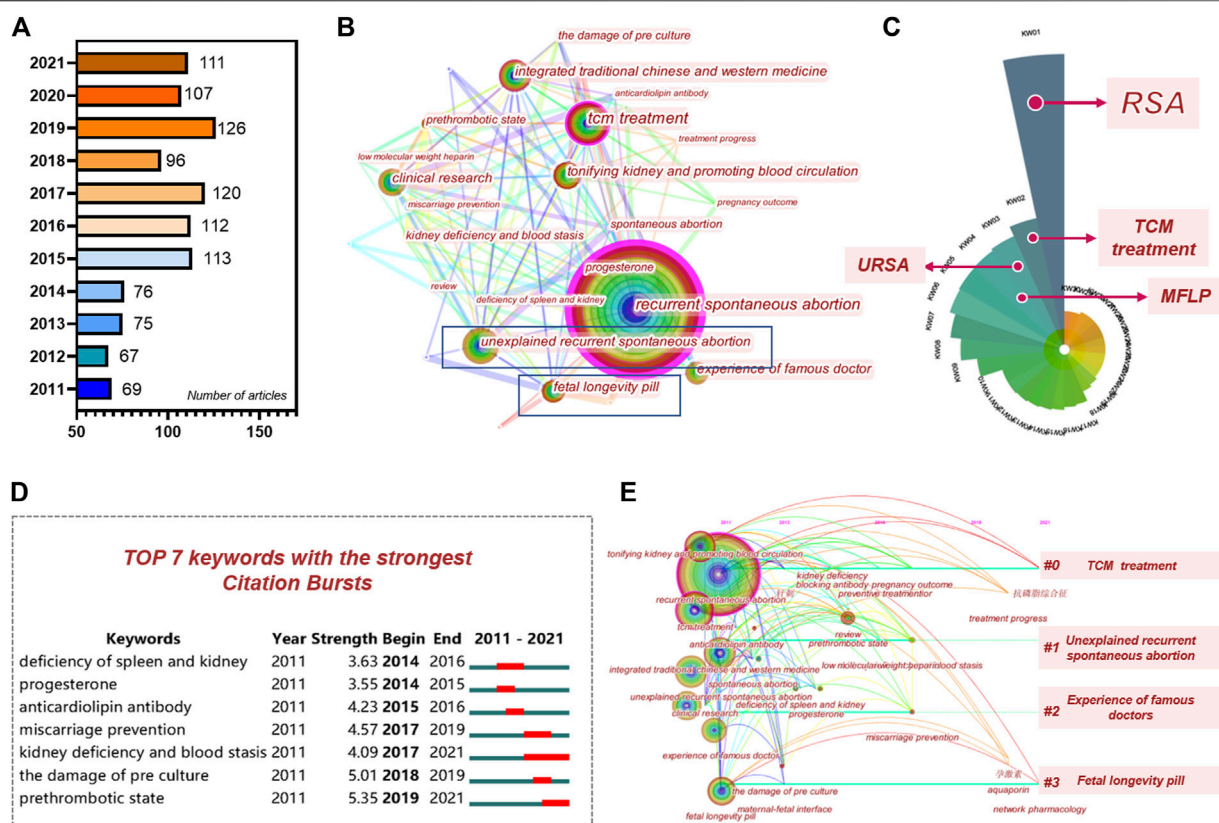 A
2021 111
2020 107
2019 126
2018 96
2017 120
2016 112
2015 113
2014 76
2013 75
2012 67
2011 69
Number of articles
50 100 150
B
the damage of pre culture
integrated traditional chinese and western medicine
anticardiolipin antibody
prethrombotic state
tcm treatment
treatment progress
low molecular weight heparin
clinical research
tonifying kidney and promoting blood circulation
miscarriage prevention
pregnancy outcome
spontaneous abortion
kidney deficiency and blood stasis
progesterone
review
deficiency of spleen and kidney
recurrent spontaneous abortion
unexplained recurrent spontaneous abortion
experience of famous doctor
fetal longevity pill
C
KW01
RSA
KW02
KW03
KW04
KW05
KW06
KW07
KW08
KW09
TCM
treatment
URSA
MFLP
D
TOP 7 keywords with the strongest
Citation Bursts
Keywords Year Strength Begin End 2011 - 2021
deficiency of spleen and kidney 2011 3.63 2014 2016
progesterone 2011 3.55 2014 2015
anticardiolipin antibody 2011 4.23 2015 2016
miscarriage prevention 2011 4.57 2017 2019
kidney deficiency and blood stasis 2011 4.09 2017 2021
the damage of pre culture 2011 5.01 2018 2019
prethrombotic state 2011 5.35 2019 2021
E
2011 2013 2016 2019 2021
tonifying kidney and promoting blood circulation
#0 TCM treatment
kidney deficiency
blocking antibody pregnancy outcome
preventive treatment
抗磷脂综合征
recurrent spontaneous abortion
tcm treatment
treatment progress
review
prethrombotic state
anticardiolipin antibody
#1 Unexplained recurrent
spontaneous abortion
integrated traditional chinese and western medicine
low molecular weight heparin
blood stasis
spontaneous abortion
unexplained recurrent spontaneous abortion
deficiency of spleen and kidney
clinical research
progesterone
#2 Experience of famous
doctors
miscarriage prevention
experience of famous doctor
孕激素
#3 Fetal longevity pill
the damage of pre culture
aquaporin
maternal-fetal interface
network pharmacology
fetal longevity pill